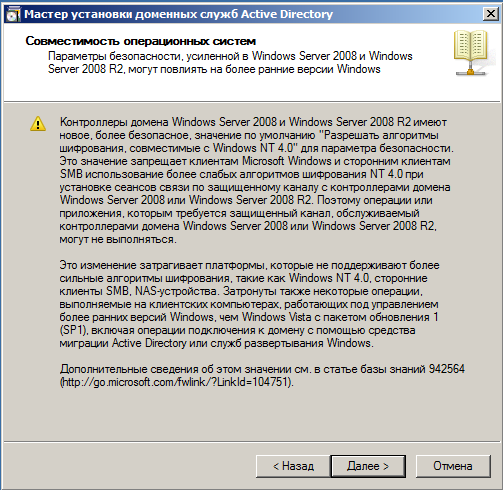 Мастер установки доменных служб Active Directory
Совместимость операционных систем
Параметры безопасности, усиленной в Windows Server 2008 и Windows
Server 2008 R2, могут повлиять на более ранние версии Windows
Контроллеры домена Windows Server 2008 и Windows Server 2008 R2 имеют
новое, более безопасное, значение по умолчанию "Разрешать алгоритмы
шифрования, совместимые с Windows NT 4.0" для параметра безопасности.
Это значение запрещает клиентам Microsoft Windows и сторонним клиентам
SMB использование более слабых алгоритмов шифрования NT 4.0 при
установке сеансов связи по защищенному каналу с контроллерами домена
Windows Server 2008 или Windows Server 2008 R2. Поэтому операции или
приложения, которым требуется защищенный канал, обслуживаемый
контроллерами домена Windows Server 2008 или Windows Server 2008 R2,
могут не выполняться.
Это изменение затрагивает платформы, которые не поддерживают более
сильные алгоритмы шифрования, такие как Windows NT 4.0, сторонние
клиенты SMB, NAS-устройства. Затронуты также некоторые операции,
выполняемые на клиентских компьютерах, работающих под управлением
более ранних версий Windows, чем Windows Vista с пакетом обновления 1
(SP1), включая операции подключения к домену с помощью средства
миграции Active Directory или служб развертывания Windows.
Дополнительные сведения об этом значении см. в статье базы знаний 942564
(http://go.microsoft.com/fwlink/?LinkId=104751).
< Назад
Далее >
Отмена